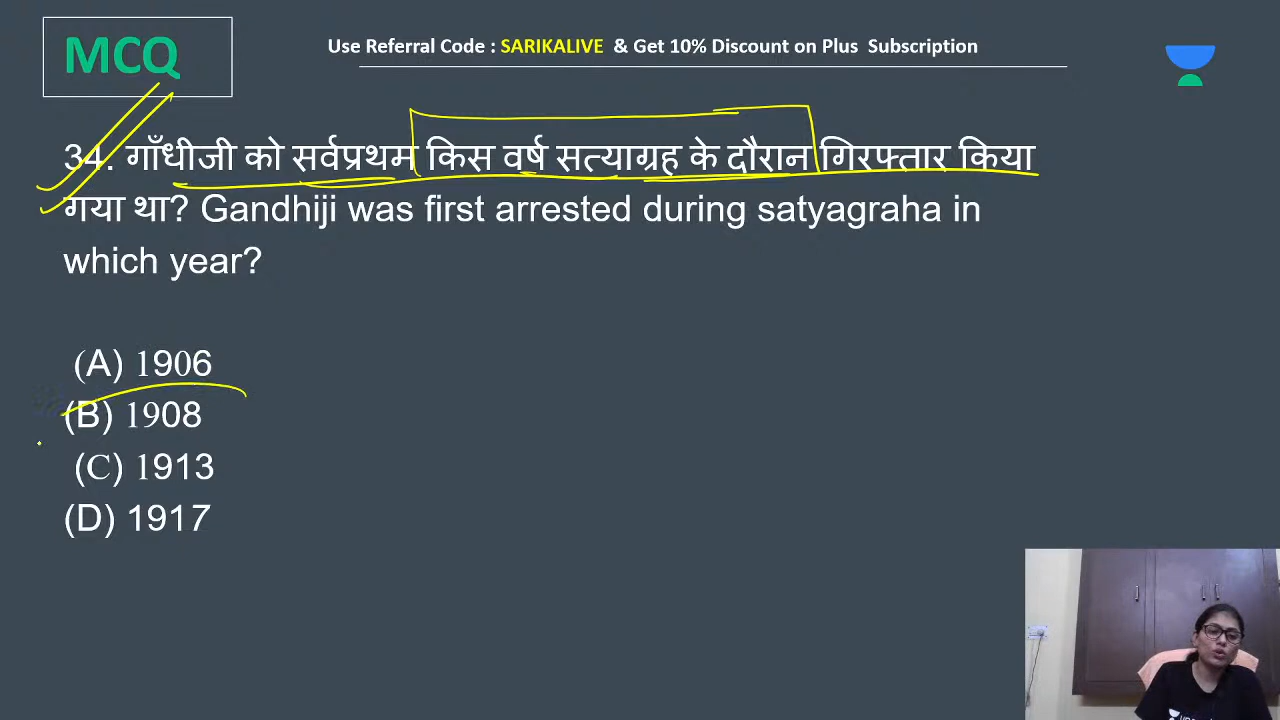 MCQ
Use Referral Code : SARIKALIVE & Get 10% Discount on Plus Subscription
34. गाँधीजी को सर्वप्रथम किस वर्ष सत्याग्रह के दौरान गिरफ्तार किया
गया था? Gandhiji was first arrested during satyagraha in
which year?
(A) 1906
(B) 1908
(C) 1913
(D) 1917